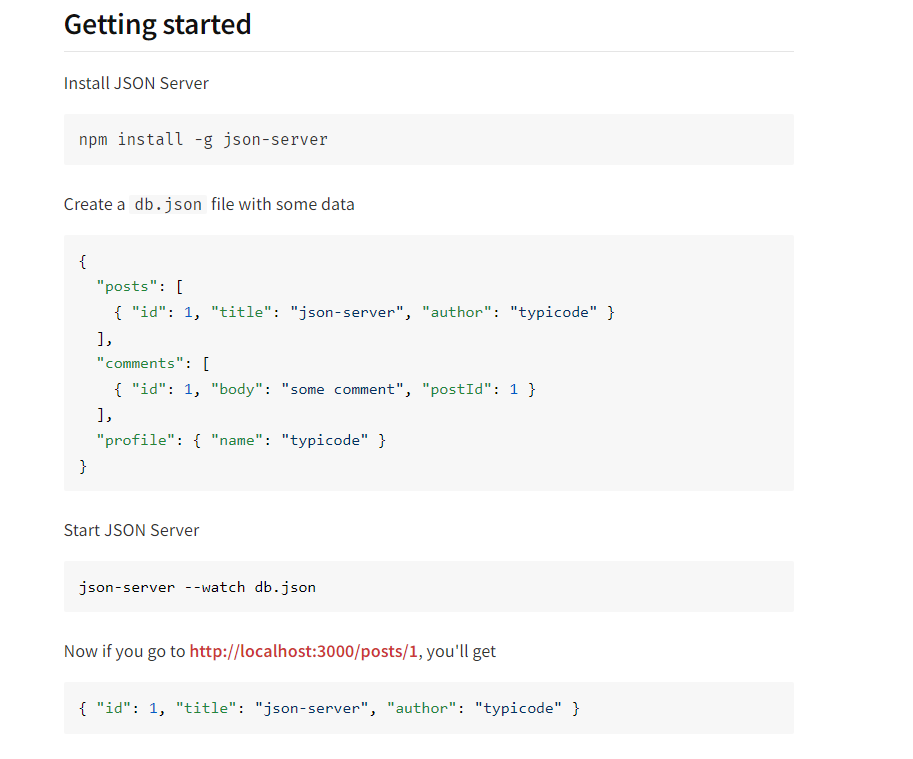 Getting started
Install JSON Server
npm install -g json-server
Create a db.json file with some data
{
  "posts": [
    { "id": 1, "title": "json-server", "author": "typicode" }
  ],
  "comments": [
    { "id": 1, "body": "some comment", "postId": 1 }
  ],
  "profile": { "name": "typicode" }
}
Start JSON Server
json-server --watch db.json
Now if you go to http://localhost:3000/posts/1, you'll get
{ "id": 1, "title": "json-server", "author": "typicode" }